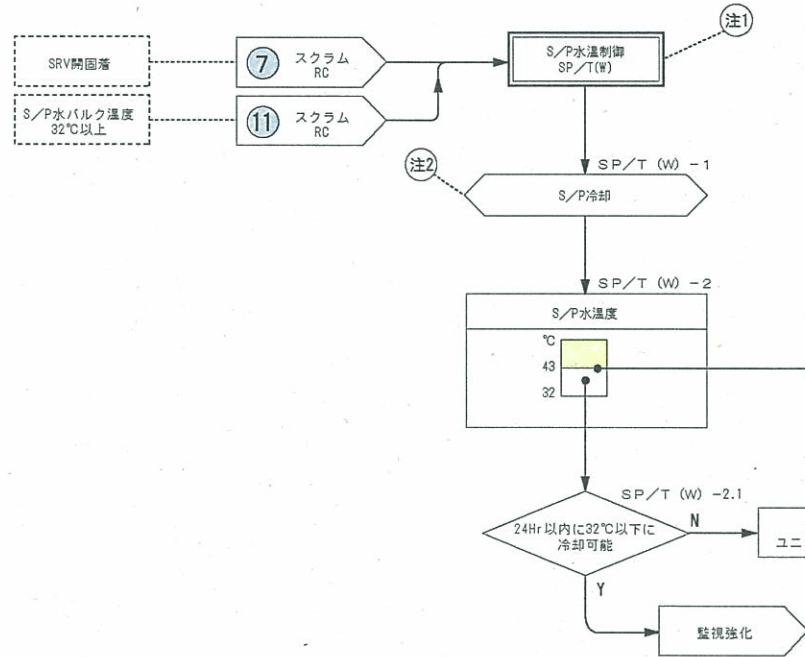 注1
SRV開固着
⑦ スクラム
RC
S/P水温制御
SP/T(W)
S/P水バルク温度
32℃以上
⑪ スクラム
RC
注2
SP/T (W) -1
S/P冷却
SP/T (W) -2
S/P水温度
℃
43
32
SP/T (W) -2.1
24Hr以内に32℃以下に
冷却可能
N
ユニ
Y
監視強化